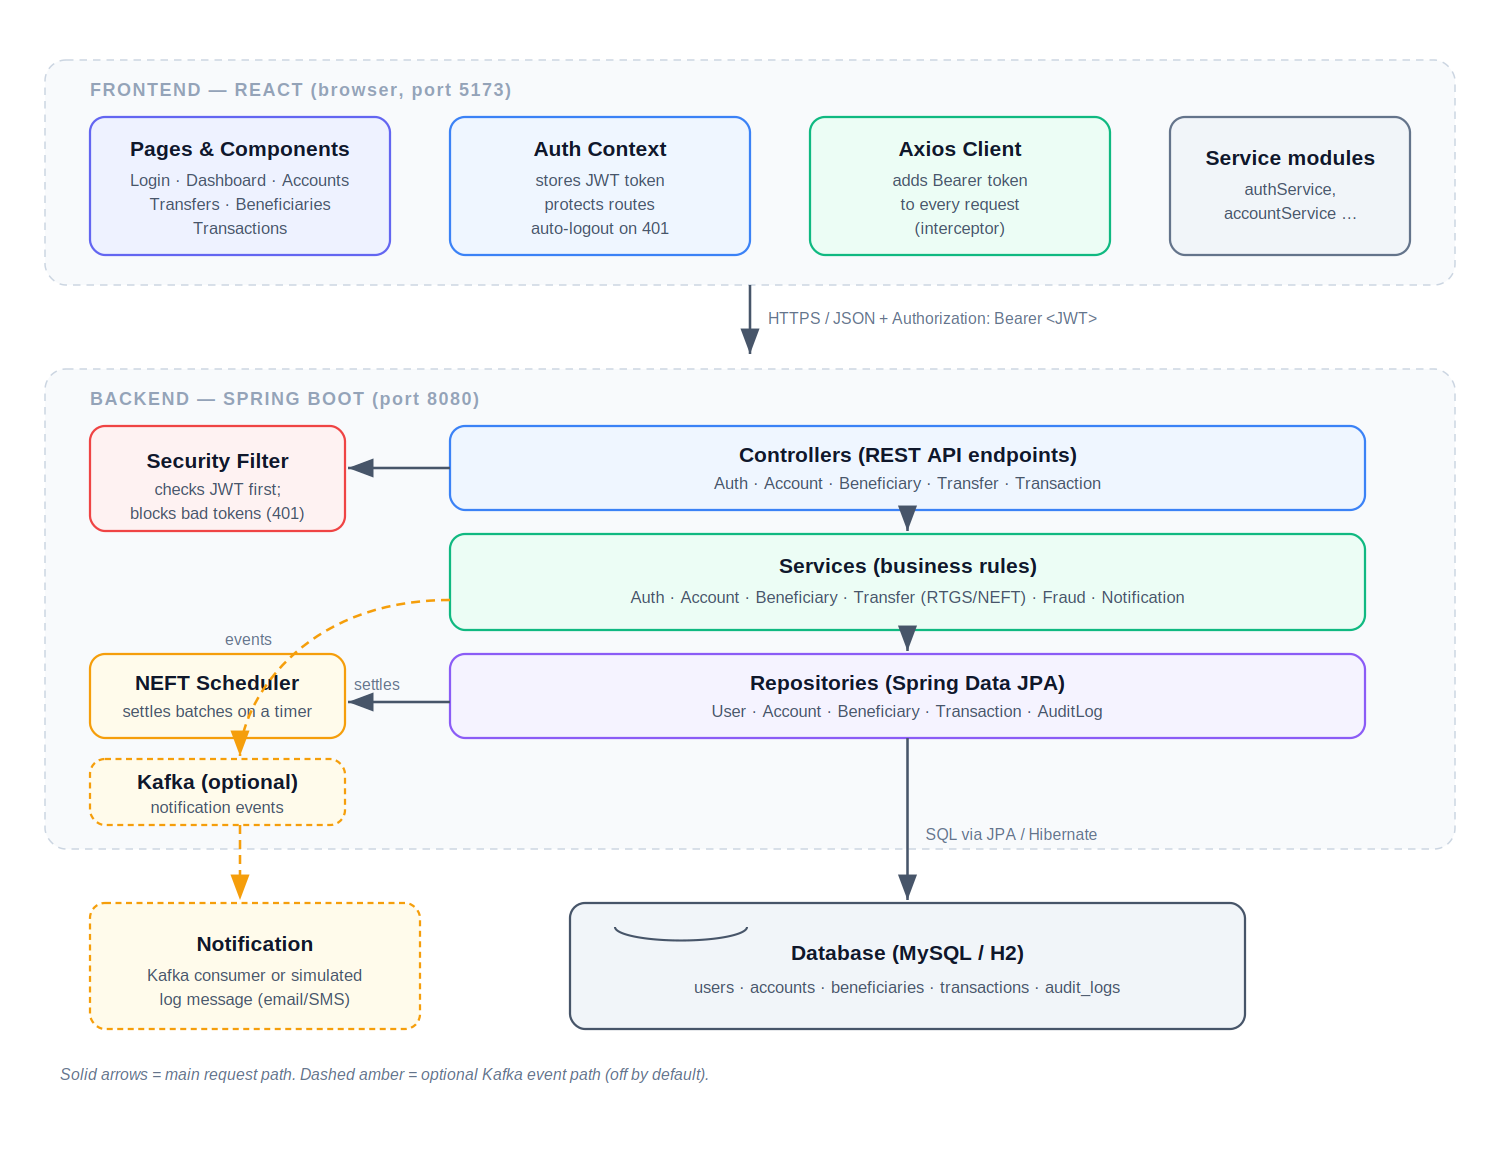 FRONTEND — REACT (browser, port 5173)
Pages & Components
Login · Dashboard · Accounts
Transfers · Beneficiaries
Transactions
Auth Context
stores JWT token
protects routes
auto-logout on 401
Axios Client
adds Bearer token
to every request
(interceptor)
Service modules
authService,
accountService …
HTTPS / JSON + Authorization: Bearer <JWT>
BACKEND — SPRING BOOT (port 8080)
Security Filter
checks JWT first;
blocks bad tokens (401)
Controllers (REST API endpoints)
Auth · Account · Beneficiary · Transfer · Transaction
Services (business rules)
Auth · Account · Beneficiary · Transfer (RTGS/NEFT) · Fraud · Notification
events
NEFT Scheduler
settles batches on a timer
settles
Repositories (Spring Data JPA)
User · Account · Beneficiary · Transaction · AuditLog
Kafka (optional)
notification events
SQL via JPA / Hibernate
Notification
Kafka consumer or simulated
log message (email/SMS)
Database (MySQL / H2)
users · accounts · beneficiaries · transactions · audit_logs
Solid arrows = main request path. Dashed amber = optional Kafka event path (off by default).